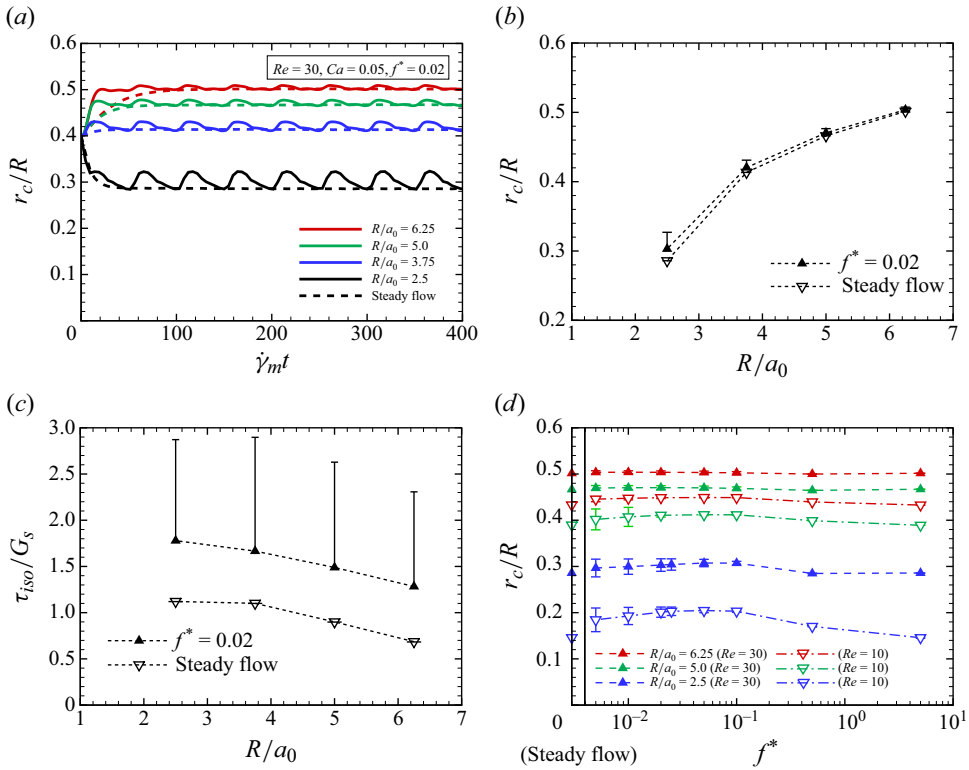 (a)
0.6
0.5
0.4
0.3
0.2
0.1
0
r_c/R
Re = 30, Ca = 0.05, f* = 0.02
R/a_0 = 6.25
R/a_0 = 5.0
R/a_0 = 3.75
R/a_0 = 2.5
Steady flow
0 100 200 300 400
γ̇_m t
(b)
0.6
0.5
0.4
0.3
0.2
r_c/R
f* = 0.02
Steady flow
1 2 3 4 5 6 7
R/a_0
(c)
3.0
2.5
2.0
1.5
1.0
0.5
0
τ_iso/G_s
f* = 0.02
Steady flow
1 2 3 4 5 6 7
R/a_0
(d)
0.6
0.5
0.4
0.3
0.2
0.1
r_c/R
R/a_0 = 6.25 (Re = 30) (Re = 10)
R/a_0 = 5.0 (Re = 30) (Re = 10)
R/a_0 = 2.5 (Re = 30) (Re = 10)
0 10^-2 10^-1 10^0 10^1
(Steady flow) f*